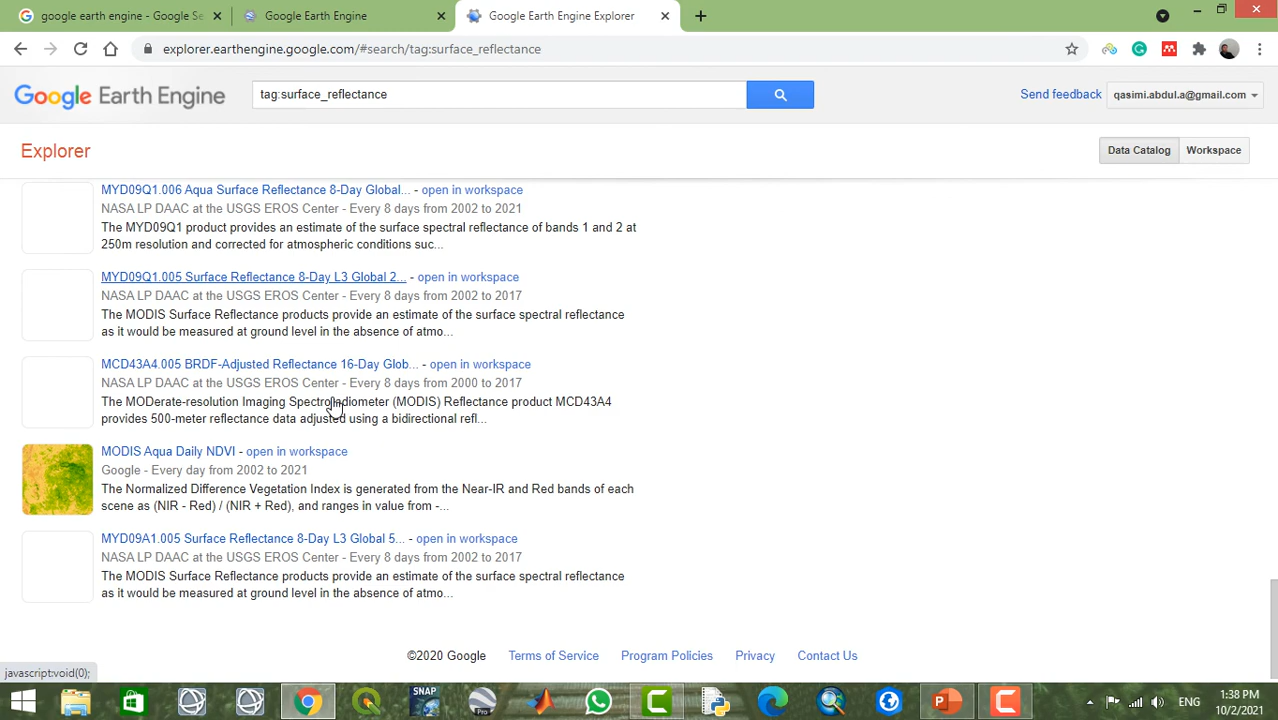 google earth engine - Google Se
Google Earth Engine
Google Earth Engine Explorer
explorer.earthengine.google.com/#search/tag:surface_reflectance
Google Earth Engine
tag:surface_reflectance
Send feedback
qasimi.abdul.a@gmail.com
Explorer
Data Catalog
Workspace
MYD09Q1.006 Aqua Surface Reflectance 8-Day Global... - open in workspace
NASA LP DAAC at the USGS EROS Center - Every 8 days from 2002 to 2021
The MYD09Q1 product provides an estimate of the surface spectral reflectance of bands 1 and 2 at
250m resolution and corrected for atmospheric conditions suc...
MYD09Q1.005 Surface Reflectance 8-Day L3 Global 2... - open in workspace
NASA LP DAAC at the USGS EROS Center - Every 8 days from 2002 to 2017
The MODIS Surface Reflectance products provide an estimate of the surface spectral reflectance
as it would be measured at ground level in the absence of atmo...
MCD43A4.005 BRDF-Adjusted Reflectance 16-Day Glob... - open in workspace
NASA LP DAAC at the USGS EROS Center - Every 8 days from 2000 to 2017
The MODerate-resolution Imaging Spectroradiometer (MODIS) Reflectance product MCD43A4
provides 500-meter reflectance data adjusted using a bidirectional refl...
MODIS Aqua Daily NDVI - open in workspace
Google - Every day from 2002 to 2021
The Normalized Difference Vegetation Index is generated from the Near-IR and Red bands of each
scene as (NIR - Red) / (NIR + Red), and ranges in value from -...
MYD09A1.005 Surface Reflectance 8-Day L3 Global 5... - open in workspace
NASA LP DAAC at the USGS EROS Center - Every 8 days from 2002 to 2017
The MODIS Surface Reflectance products provide an estimate of the surface spectral reflectance
as it would be measured at ground level in the absence of atmo...
©2020 Google
Terms of Service
Program Policies
Privacy
Contact Us
javascript:void(0);
SNAP
Pro
ENG
1:38 PM
10/2/2021